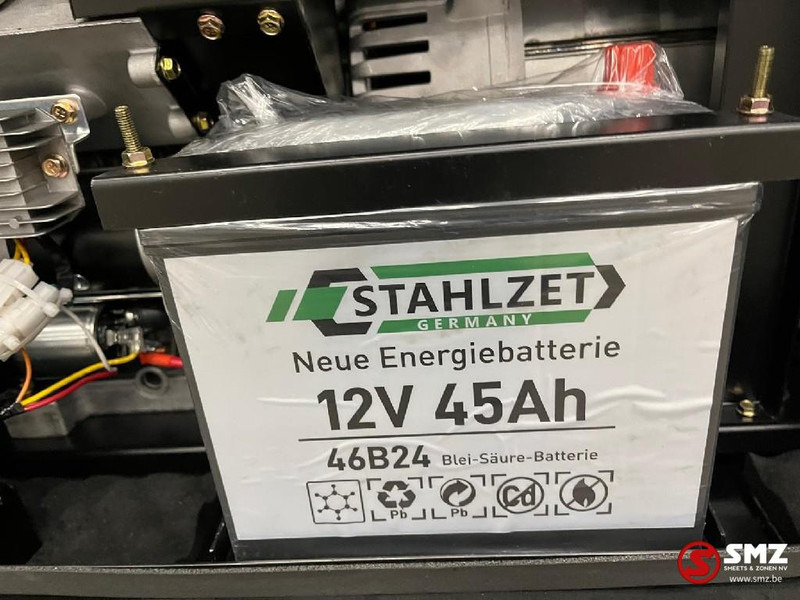 STAHLZET
GERMANY
Neue Energiebatterie
12V 45Ah
46B24 Blei-Säure-Batterie
Pb Pb Cd
SMZ
SMEETS & ZONEN NV
www.smz.be